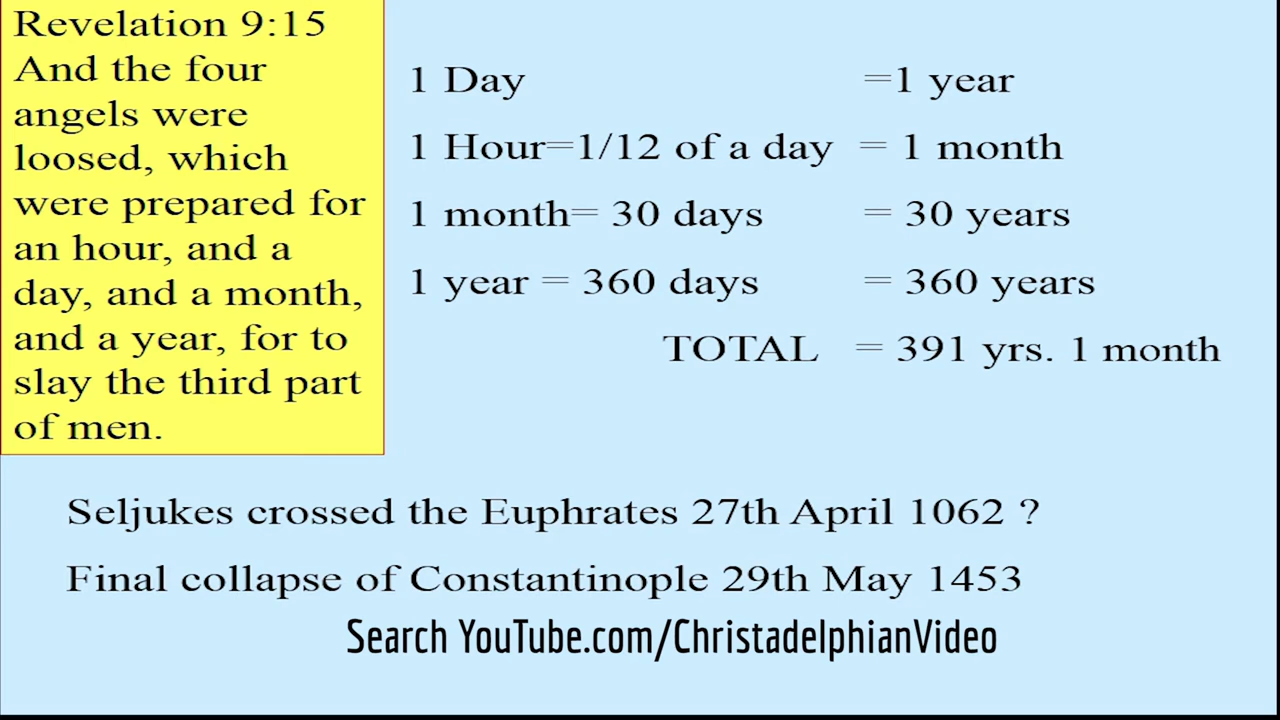 Revelation 9:15
And the four
angels were
loosed, which
were prepared for
an hour, and a
day, and a month,
and a year, for to
slay the third part
of men.
1 Day =1 year
1 Hour=1/12 of a day = 1 month
1 month= 30 days = 30 years
1 year = 360 days = 360 years
TOTAL = 391 yrs. 1 month
Seljukes crossed the Euphrates 27th April 1062 ?
Final collapse of Constantinople 29th May 1453
Search YouTube.com/ChristadelphianVideo